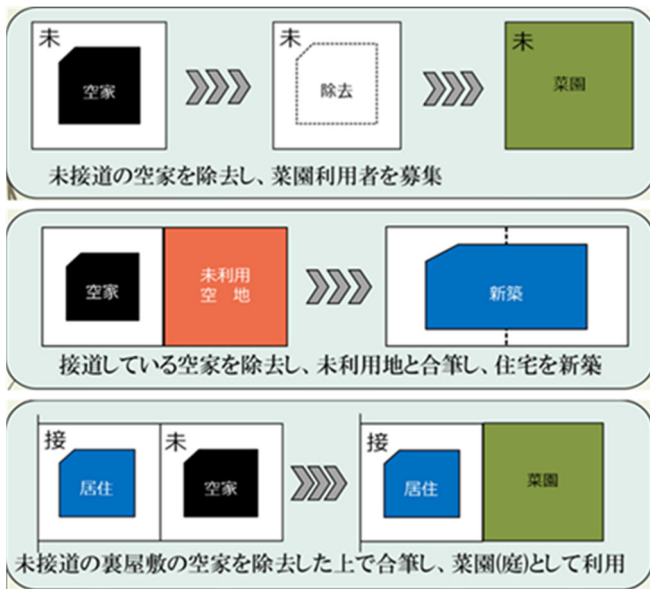 未
未
未
空家
除去
菜園
未接道の空家を除去し、菜園利用者を募集
空家
未利用
空 地
新築
接道している空家を除去し、未利用地と合筆し、住宅を新築
接
未
接
居住
空家
居住
菜園
未接道の裏屋敷の空家を除去した上で合筆し、菜園(庭)として利用